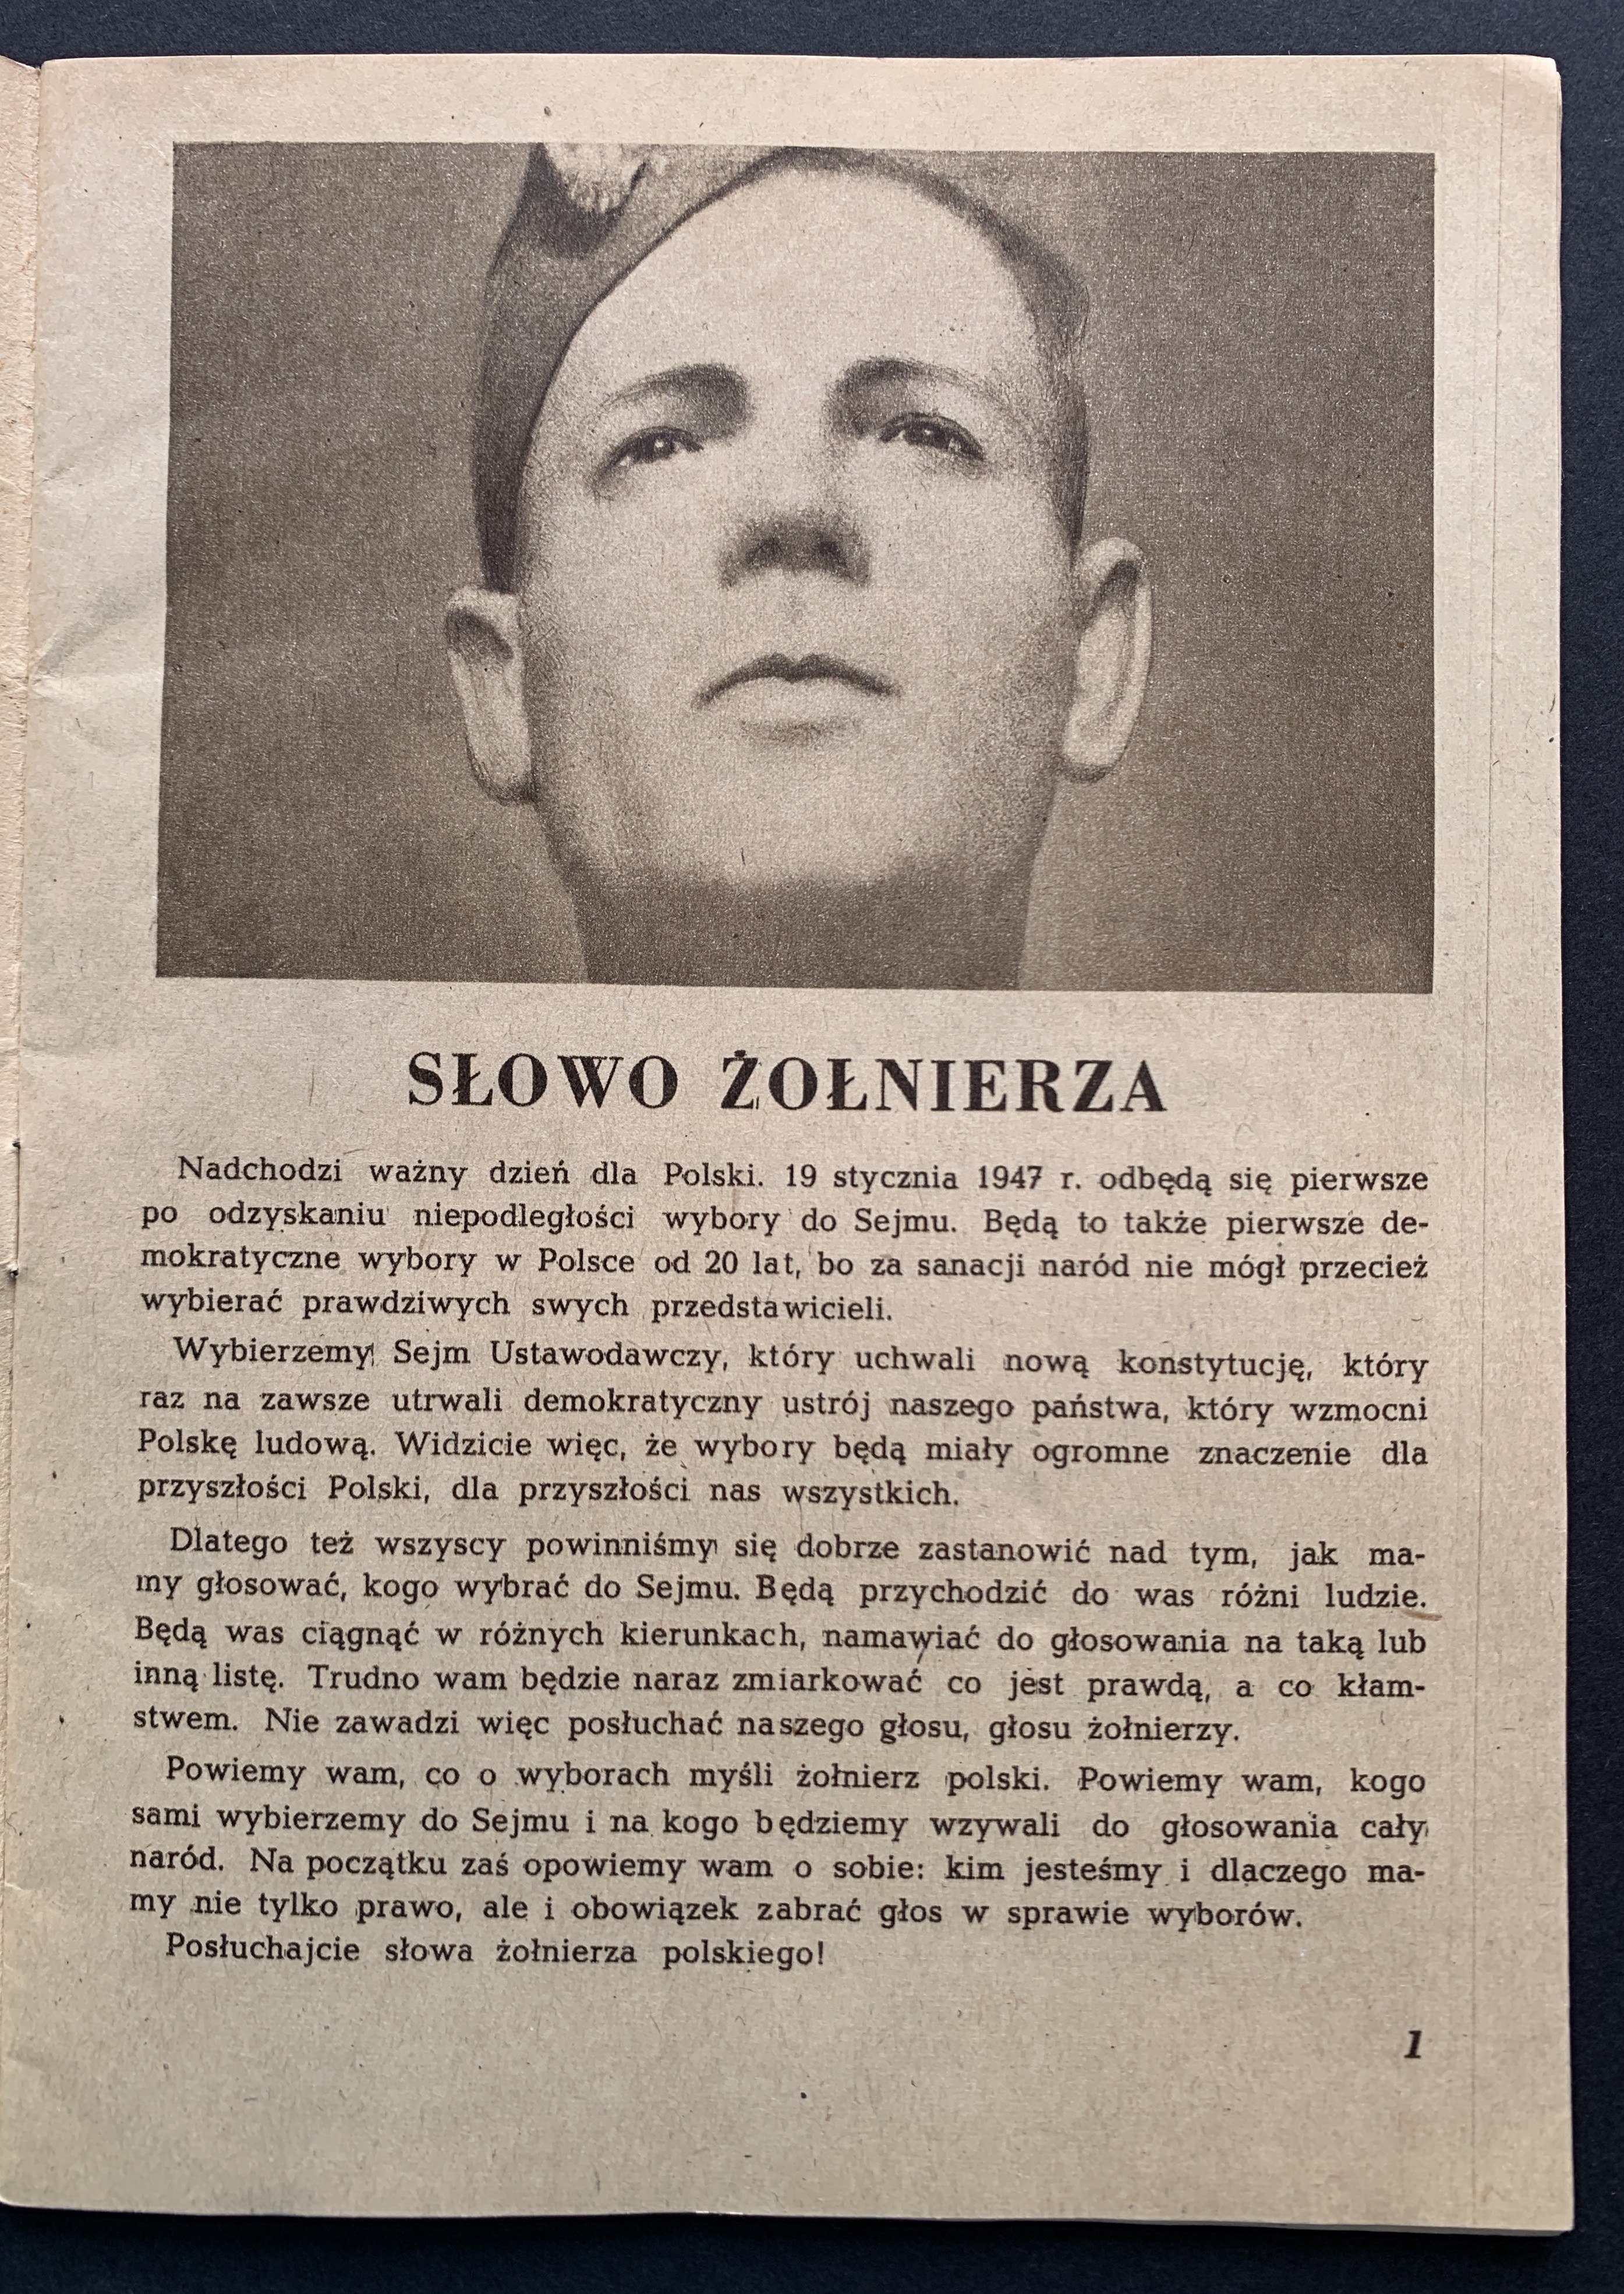 SŁOWO ŻOŁNIERZA
Nadchodzi ważny dzień dla Polski. 19 stycznia 1947 r. odbędą się pierwsze
po odzyskaniu niepodległości wybory do Sejmu. Będą to także pierwsze de-
mokratyczne wybory w Polsce od 20 lat, bo za sanacji naród nie mógł przecież
wybierać prawdziwych swych przedstawicieli.
Wybierzemy Sejm Ustawodawczy, który uchwali nową konstytucję, który
raz na zawsze utrwali demokratyczny ustrój naszego państwa, który wzmocni
Polskę ludową. Widzicie więc, że wybory będą miały ogromne znaczenie dla
przyszłości Polski, dla przyszłości nas wszystkich.
Dlatego też wszyscy powinniśmy się dobrze zastanowić nad tym, jak ma-
my głosować, kogo wybrać do Sejmu. Będą przychodzić do was różni ludzie.
Będą was ciągnąć w różnych kierunkach, namawiać do głosowania na taką lub
inną listę. Trudno wam będzie naraz zmiarkować co jest prawdą, a co kłam-
stwem. Nie zawadzi więc posłuchać naszego głosu, głosu żołnierzy.
Powiemy wam, co o wyborach myśli żołnierz polski. Powiemy wam, kogo
sami wybierzemy do Sejmu i na kogo będziemy wzywali do głosowania cały
naród. Na początku zaś opowiemy wam o sobie: kim jesteśmy i dlaczego ma-
my nie tylko prawo, ale i obowiązek zabrać głos w sprawie wyborów.
Posłuchajcie słowa żołnierza polskiego!
1